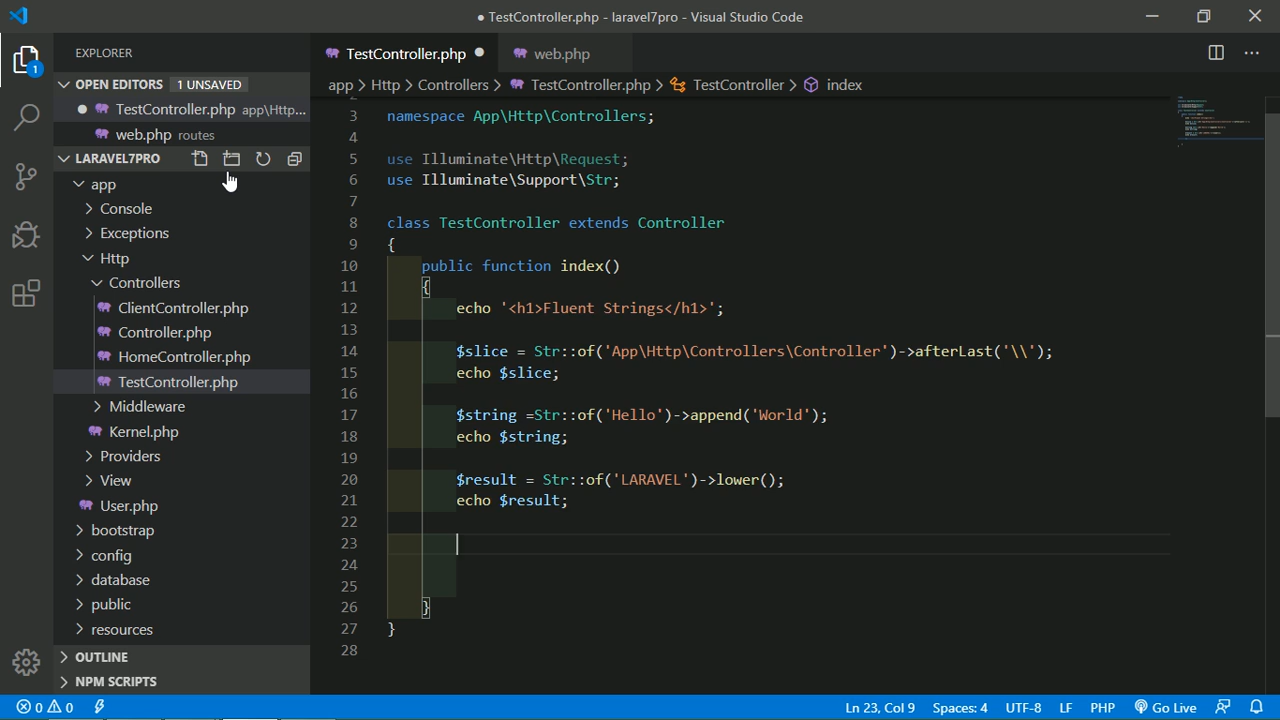 ● TestController.php - laravel7pro - Visual Studio Code
EXPLORER
1
OPEN EDITORS 1 UNSAVED
TestController.php app\Http...
web.php routes
LARAVEL7PRO
app
Console
Exceptions
Http
Controllers
ClientController.php
Controller.php
HomeController.php
TestController.php
Middleware
Kernel.php
Providers
View
User.php
bootstrap
config
database
public
resources
OUTLINE
NPM SCRIPTS
TestController.php ●
web.php
app > Http > Controllers > TestController.php > TestController > index
3 namespace App\Http\Controllers;
4
5 use Illuminate\Http\Request;
6 use Illuminate\Support\Str;
7
8 class TestController extends Controller
9 {
10 public function index()
11 {
12 echo '<h1>Fluent Strings</h1>';
13
14 $slice = Str::of('App\Http\Controllers\Controller')->afterLast('\\');
15 echo $slice;
16
17 $string =Str::of('Hello')->append('World');
18 echo $string;
19
20 $result = Str::of('LARAVEL')->lower();
21 echo $result;
22
23
24
25
26 }
27 }
28
0 0 Ln 23, Col 9 Spaces: 4 UTF-8 LF PHP Go Live